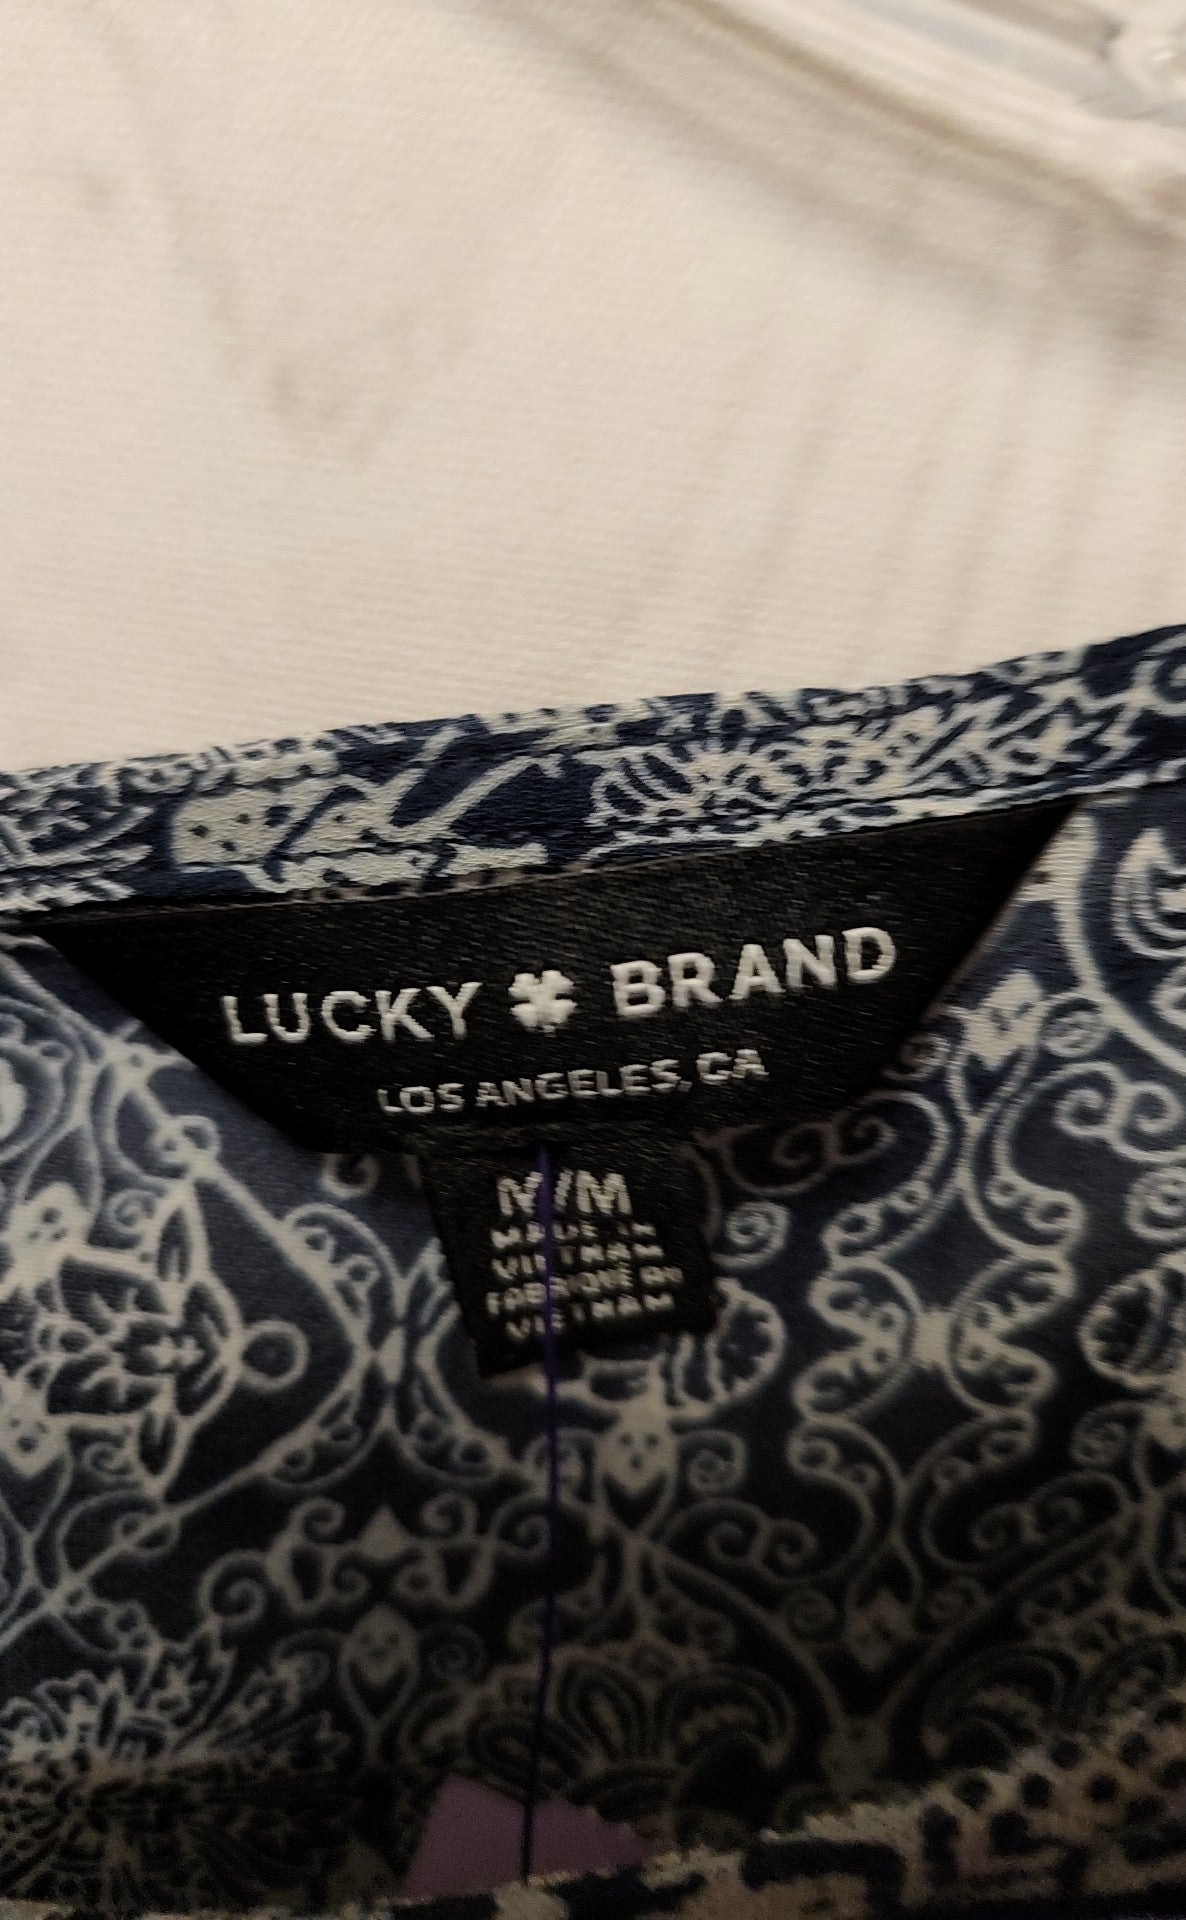 LUCKY BRAND
LOS ANGELES, CA
M/M
MADE IN
VIETNAM
FABRIQUÉ AU
VIETNAM